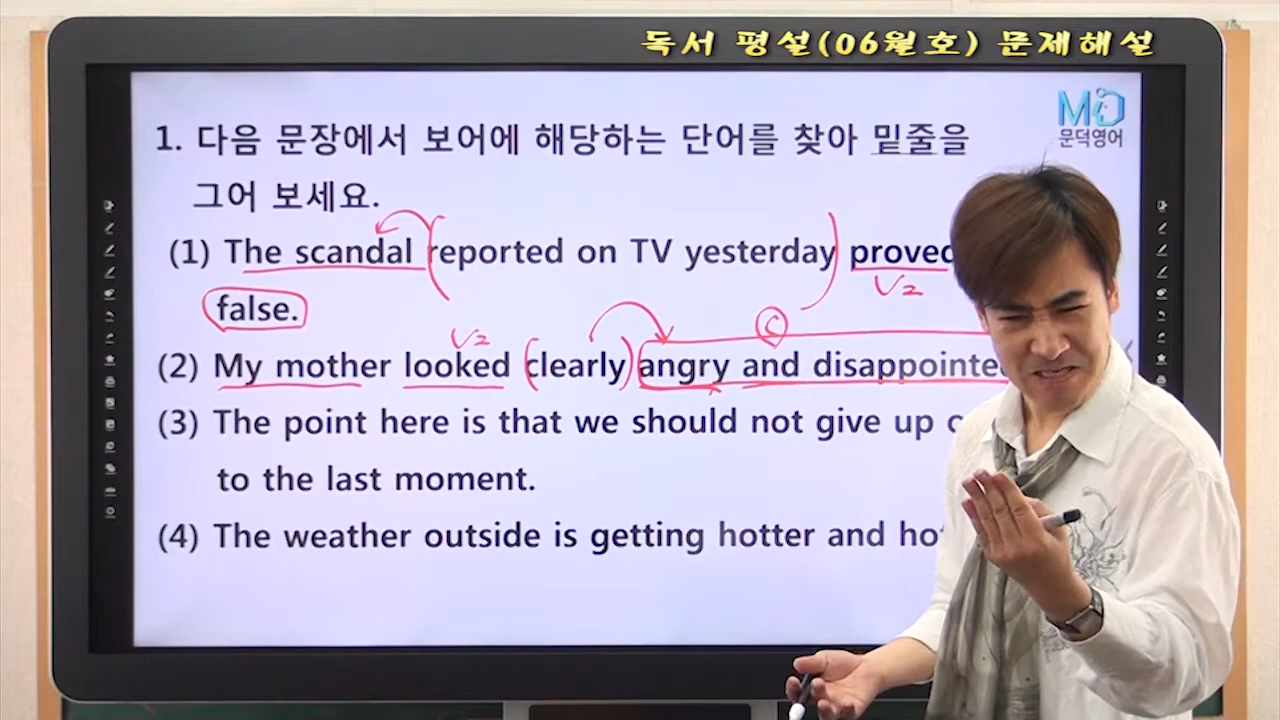 독서 평설(06월호) 문제해설
MD
문덕영어
1. 다음 문장에서 보어에 해당하는 단어를 찾아 밑줄을
그어 보세요.
(1) The scandal reported on TV yesterday proved
V2
false.
V2
C
(2) My mother looked clearly angry and disappointe
(3) The point here is that we should not give up
to the last moment.
(4) The weather outside is getting hotter and